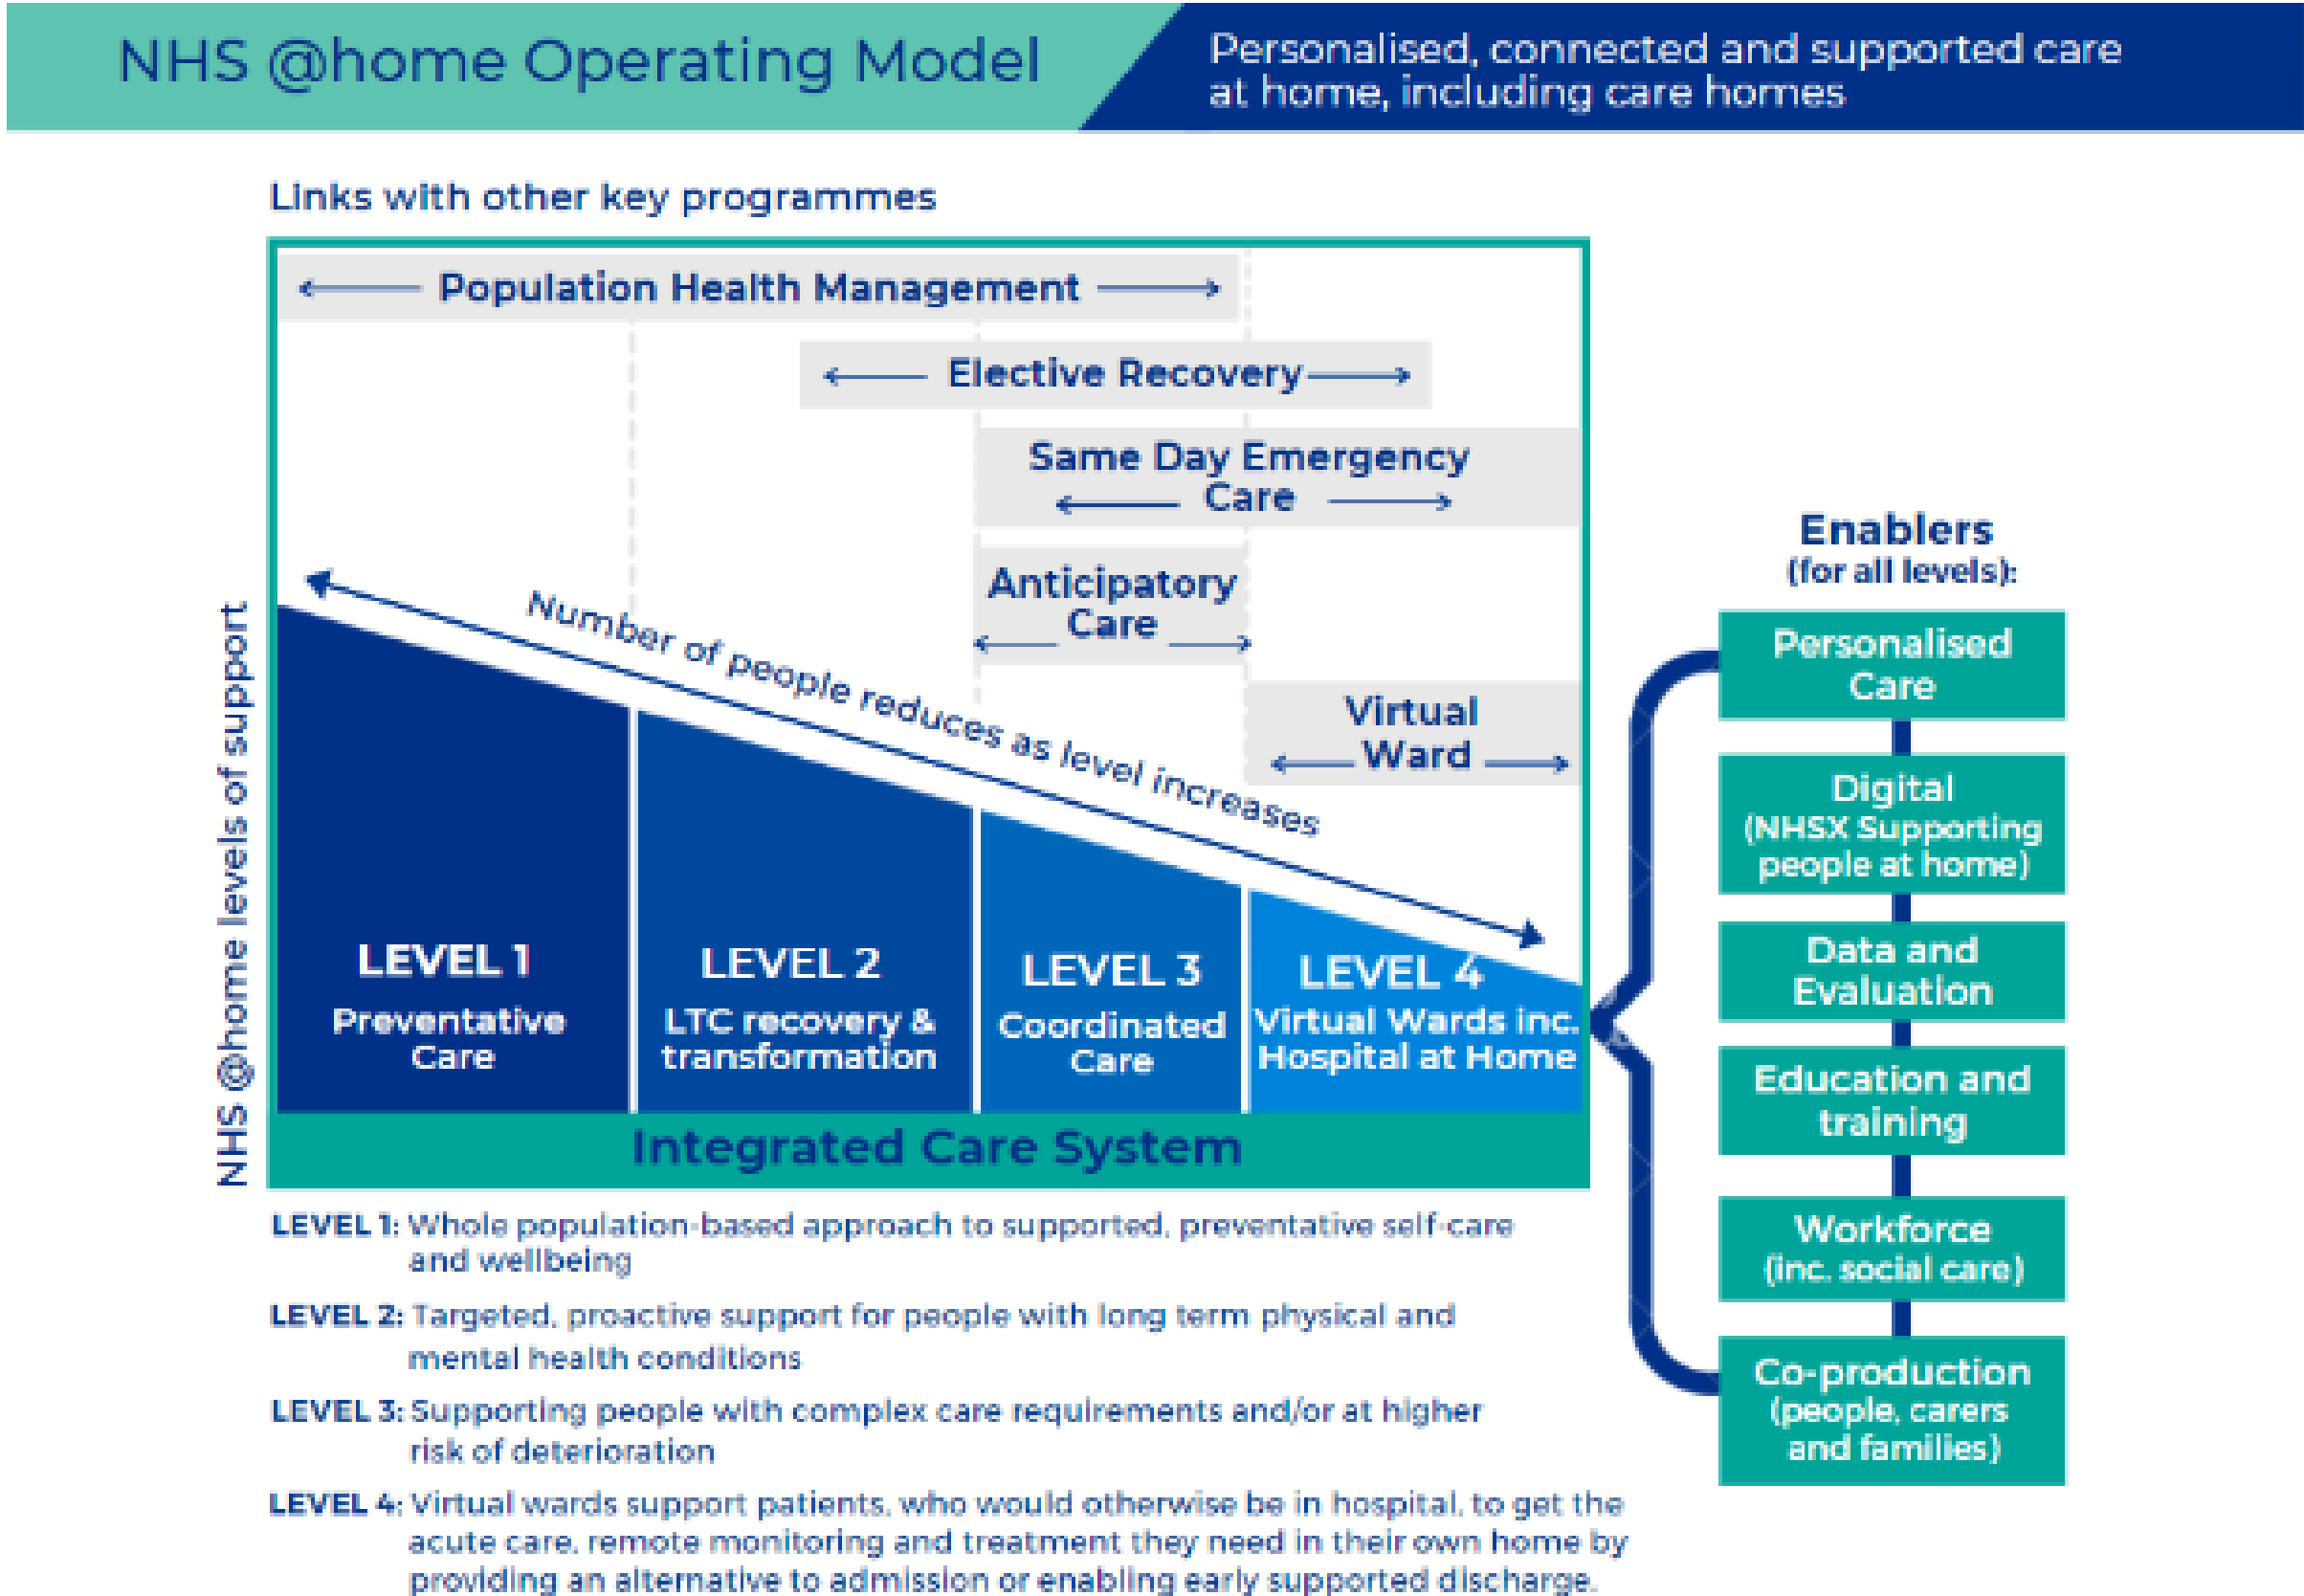 NHS @home Operating Model
Personalised, connected and supported care
at home, including care homes
Links with other key programmes
Population Health Management
Elective Recovery
Same Day Emergency
Care
Anticipatory
Care
Virtual
Ward
Number of people reduces as level increases
NHS @home levels of support
LEVEL 1
Preventative
Care
LEVEL 2
LTC recovery &
transformation
LEVEL 3
Coordinated
Care
LEVEL 4
Virtual Wards inc.
Hospital at Home
Integrated Care System
Enablers
(for all levels):
Personalised
Care
Digital
(NHSX Supporting
people at home)
Data and
Evaluation
Education and
training
Workforce
(inc. social care)
Co-production
(people, carers
and families)
LEVEL 1: Whole population-based approach to supported, preventative self-care
and wellbeing
LEVEL 2: Targeted, proactive support for people with long term physical and
mental health conditions
LEVEL 3: Supporting people with complex care requirements and/or at higher
risk of deterioration
LEVEL 4: Virtual wards support patients, who would otherwise be in hospital, to get the
acute care, remote monitoring and treatment they need in their own home by
providing an alternative to admission or enabling early supported discharge.